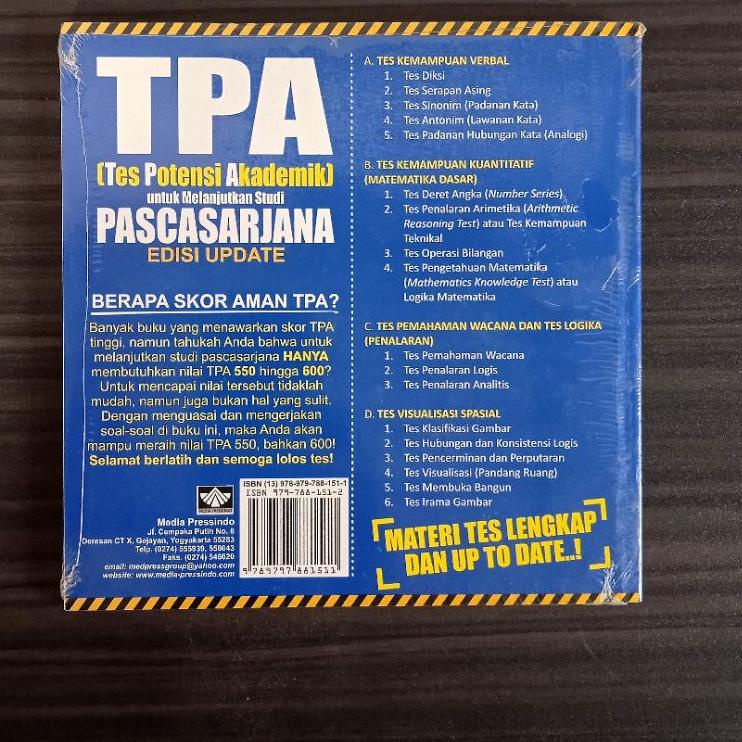 TPA
(Tes Potensi Akademik)
untuk Melanjutkan Studi
PASCASARJANA
EDISI UPDATE
BERAPA SKOR AMAN TPA?
Banyak buku yang menawarkan skor TPA
tinggi, namun tahukah Anda bahwa untuk
melanjutkan studi pascasarjana HANYA
membutuhkan nilai TPA 550 hingga 600?
Untuk mencapai nilai tersebut tidaklah
mudah, namun juga bukan hal yang sulit.
Dengan menguasai dan mengerjakan
soal-soal di buku ini, maka Anda akan
mampu meraih nilai TPA 550, bahkan 600!
Selamat berlatih dan semoga lolos tes!
MEDIA PRESSINDO
Media Pressindo
Jl. Cempaka Putih No. 8
Deresan CT X, Gejayan, Yogyakarta 55283
Telp. (0274) 555939, 558043
Faks. (0274) 546020
email: medpressgroup@yahoo.com
website: www.media-pressindo.com
ISBN (13) 978-979-788-151-1
ISBN 979-788-151-2
9789797881511
A. TES KEMAMPUAN VERBAL
1. Tes Diksi
2. Tes Serapan Asing
3. Tes Sinonim (Padanan Kata)
4. Tes Antonim (Lawanan Kata)
5. Tes Padanan Hubungan Kata (Analogi)
B. TES KEMAMPUAN KUANTITATIF
(MATEMATIKA DASAR)
1. Tes Deret Angka (Number Series)
2. Tes Penalaran Arimetika (Arithmetic
Reasoning Test) atau Tes Kemampuan
Teknikal
3. Tes Operasi Bilangan
4. Tes Pengetahuan Matematika
(Mathematics Knowledge Test) atau
Logika Matematika
C. TES PEMAHAMAN WACANA DAN TES LOGIKA
(PENALARAN)
1. Tes Pemahaman Wacana
2. Tes Penalaran Logis
3. Tes Penalaran Analitis
D. TES VISUALISASI SPASIAL
1. Tes Klasifikasi Gambar
2. Tes Hubungan dan Konsistensi Logis
3. Tes Pencerminan dan Perputaran
4. Tes Visualisasi (Pandang Ruang)
5. Tes Membuka Bangun
6. Tes Irama Gambar
MATERI TES LENGKAP
DAN UP TO DATE..!